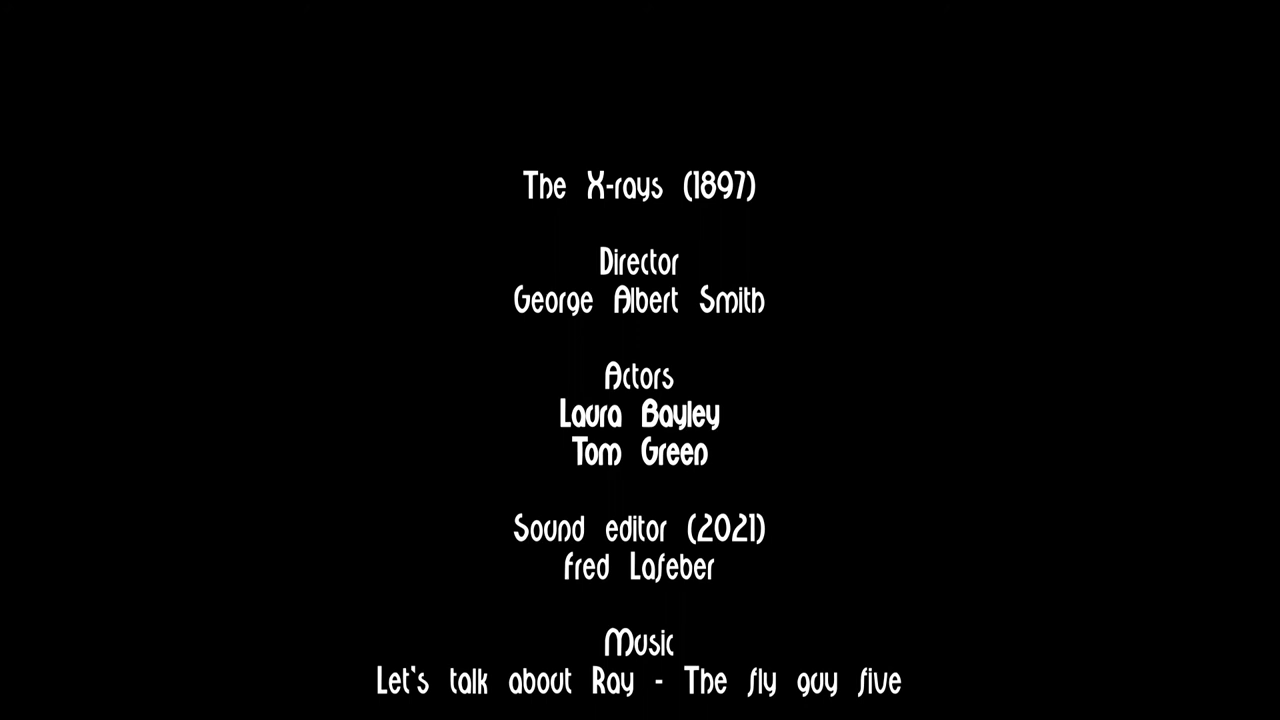 The X-rays (1897)
Director
George Albert Smith
Actors
Laura Bayley
Tom Green
Sound editor (2021)
Fred Lafeber
Music
Let's talk about Ray - The fly guy five